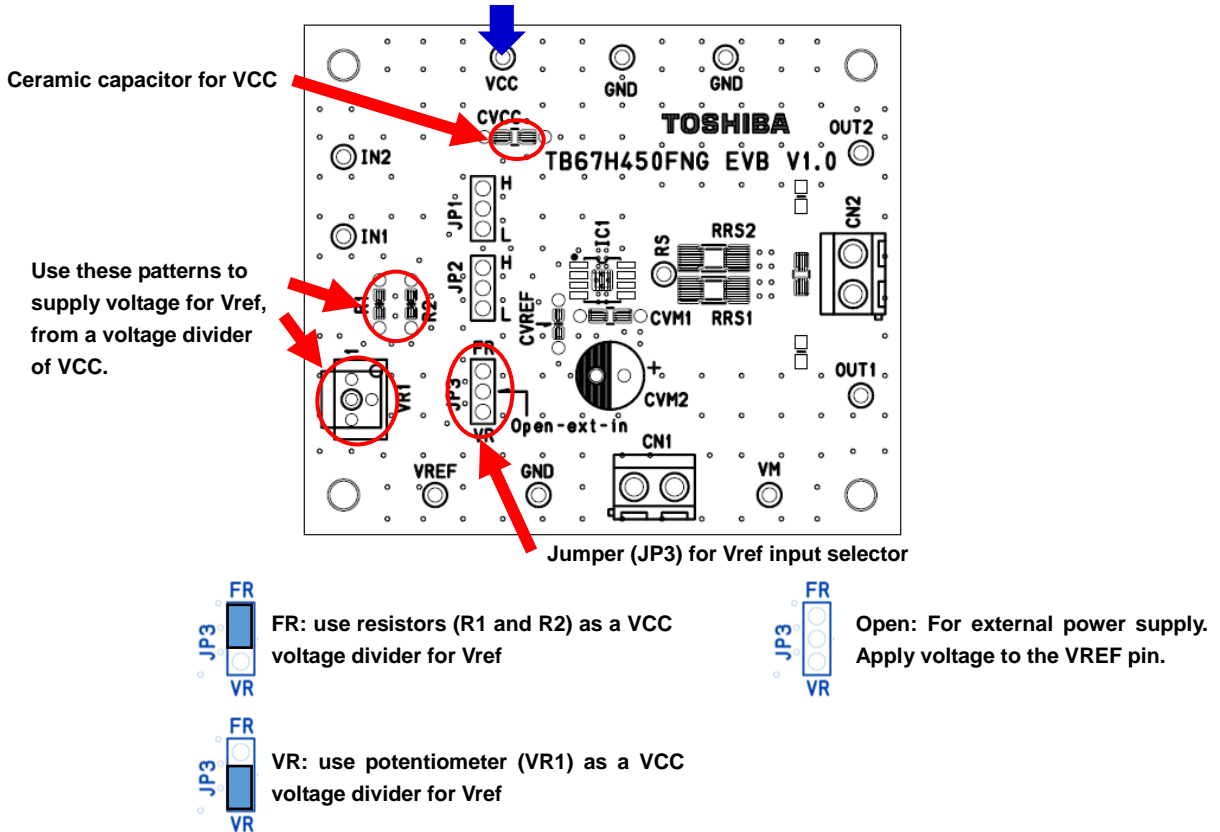 VCC
GND
GND
Ceramic capacitor for VCC
CVCC
TOSHIBA
OUT2
IN2
TB67H450FNG EVB V1.0
H
JP1
L
CN2
IN1
IC1
RS
RRS2
Use these patterns to
supply voltage for Vref,
from a voltage divider
of VCC.
H
JP2
L
R1
R2
CVREF
CVM1
RRS1
1
VR1
FR
JP3
VR
Open-ext-in
+
CVM2
OUT1
CN1
VREF
GND
VM
Jumper (JP3) for Vref input selector
FR
JP3
VR
FR: use resistors (R1 and R2) as a VCC
voltage divider for Vref
FR
JP3
VR
Open: For external power supply.
Apply voltage to the VREF pin.
FR
JP3
VR
VR: use potentiometer (VR1) as a VCC
voltage divider for Vref